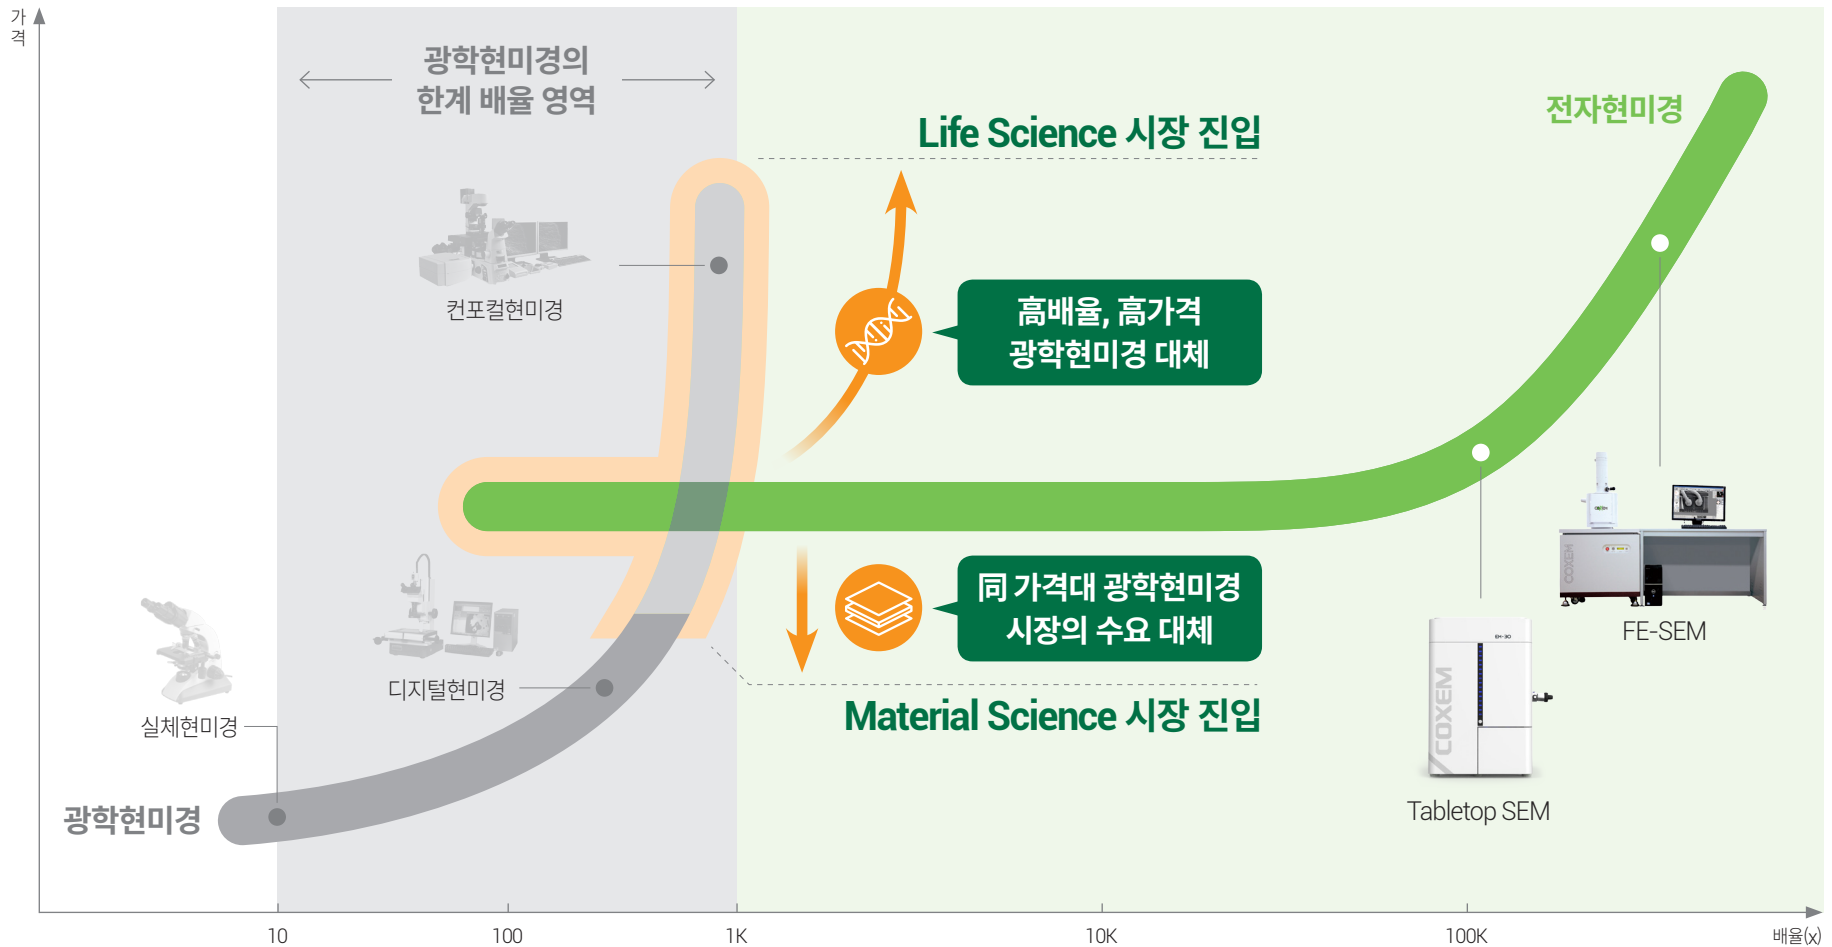 가
격
광학현미경의
한계 배율 영역
전자현미경
Life Science 시장 진입
컨포컬현미경
高배율, 高가격
광학현미경 대체
同 가격대 광학현미경
시장의 수요 대체
디지털현미경
실체현미경
Material Science 시장 진입
광학현미경
COXEM
COXEM
FE-SEM
EM-30
COXEM
Tabletop SEM
10
100
1K
10K
100K
배율(x)